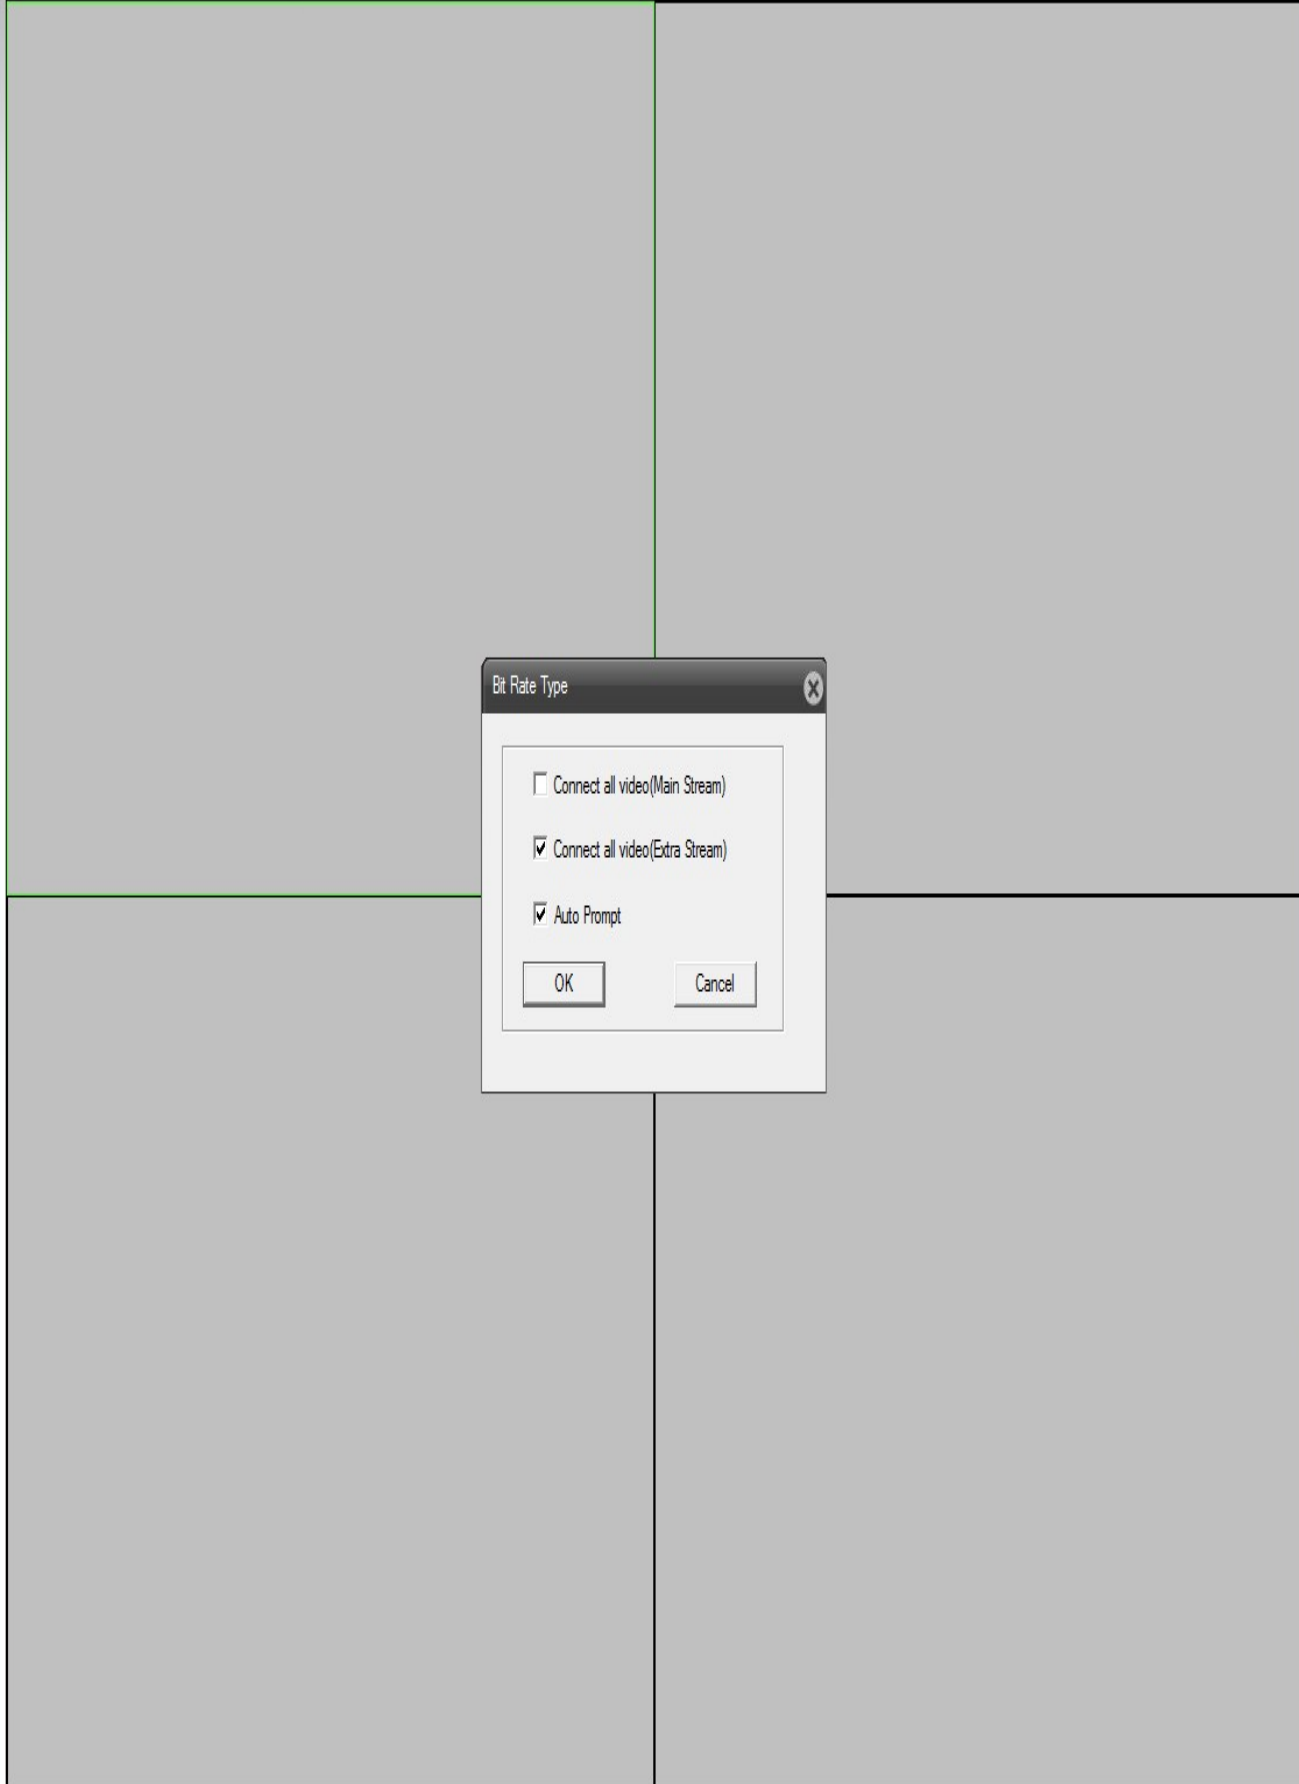 Bit Rate Type
Connect all video(Main Stream)
Connect all video(Extra Stream)
Auto Prompt
OK
Cancel